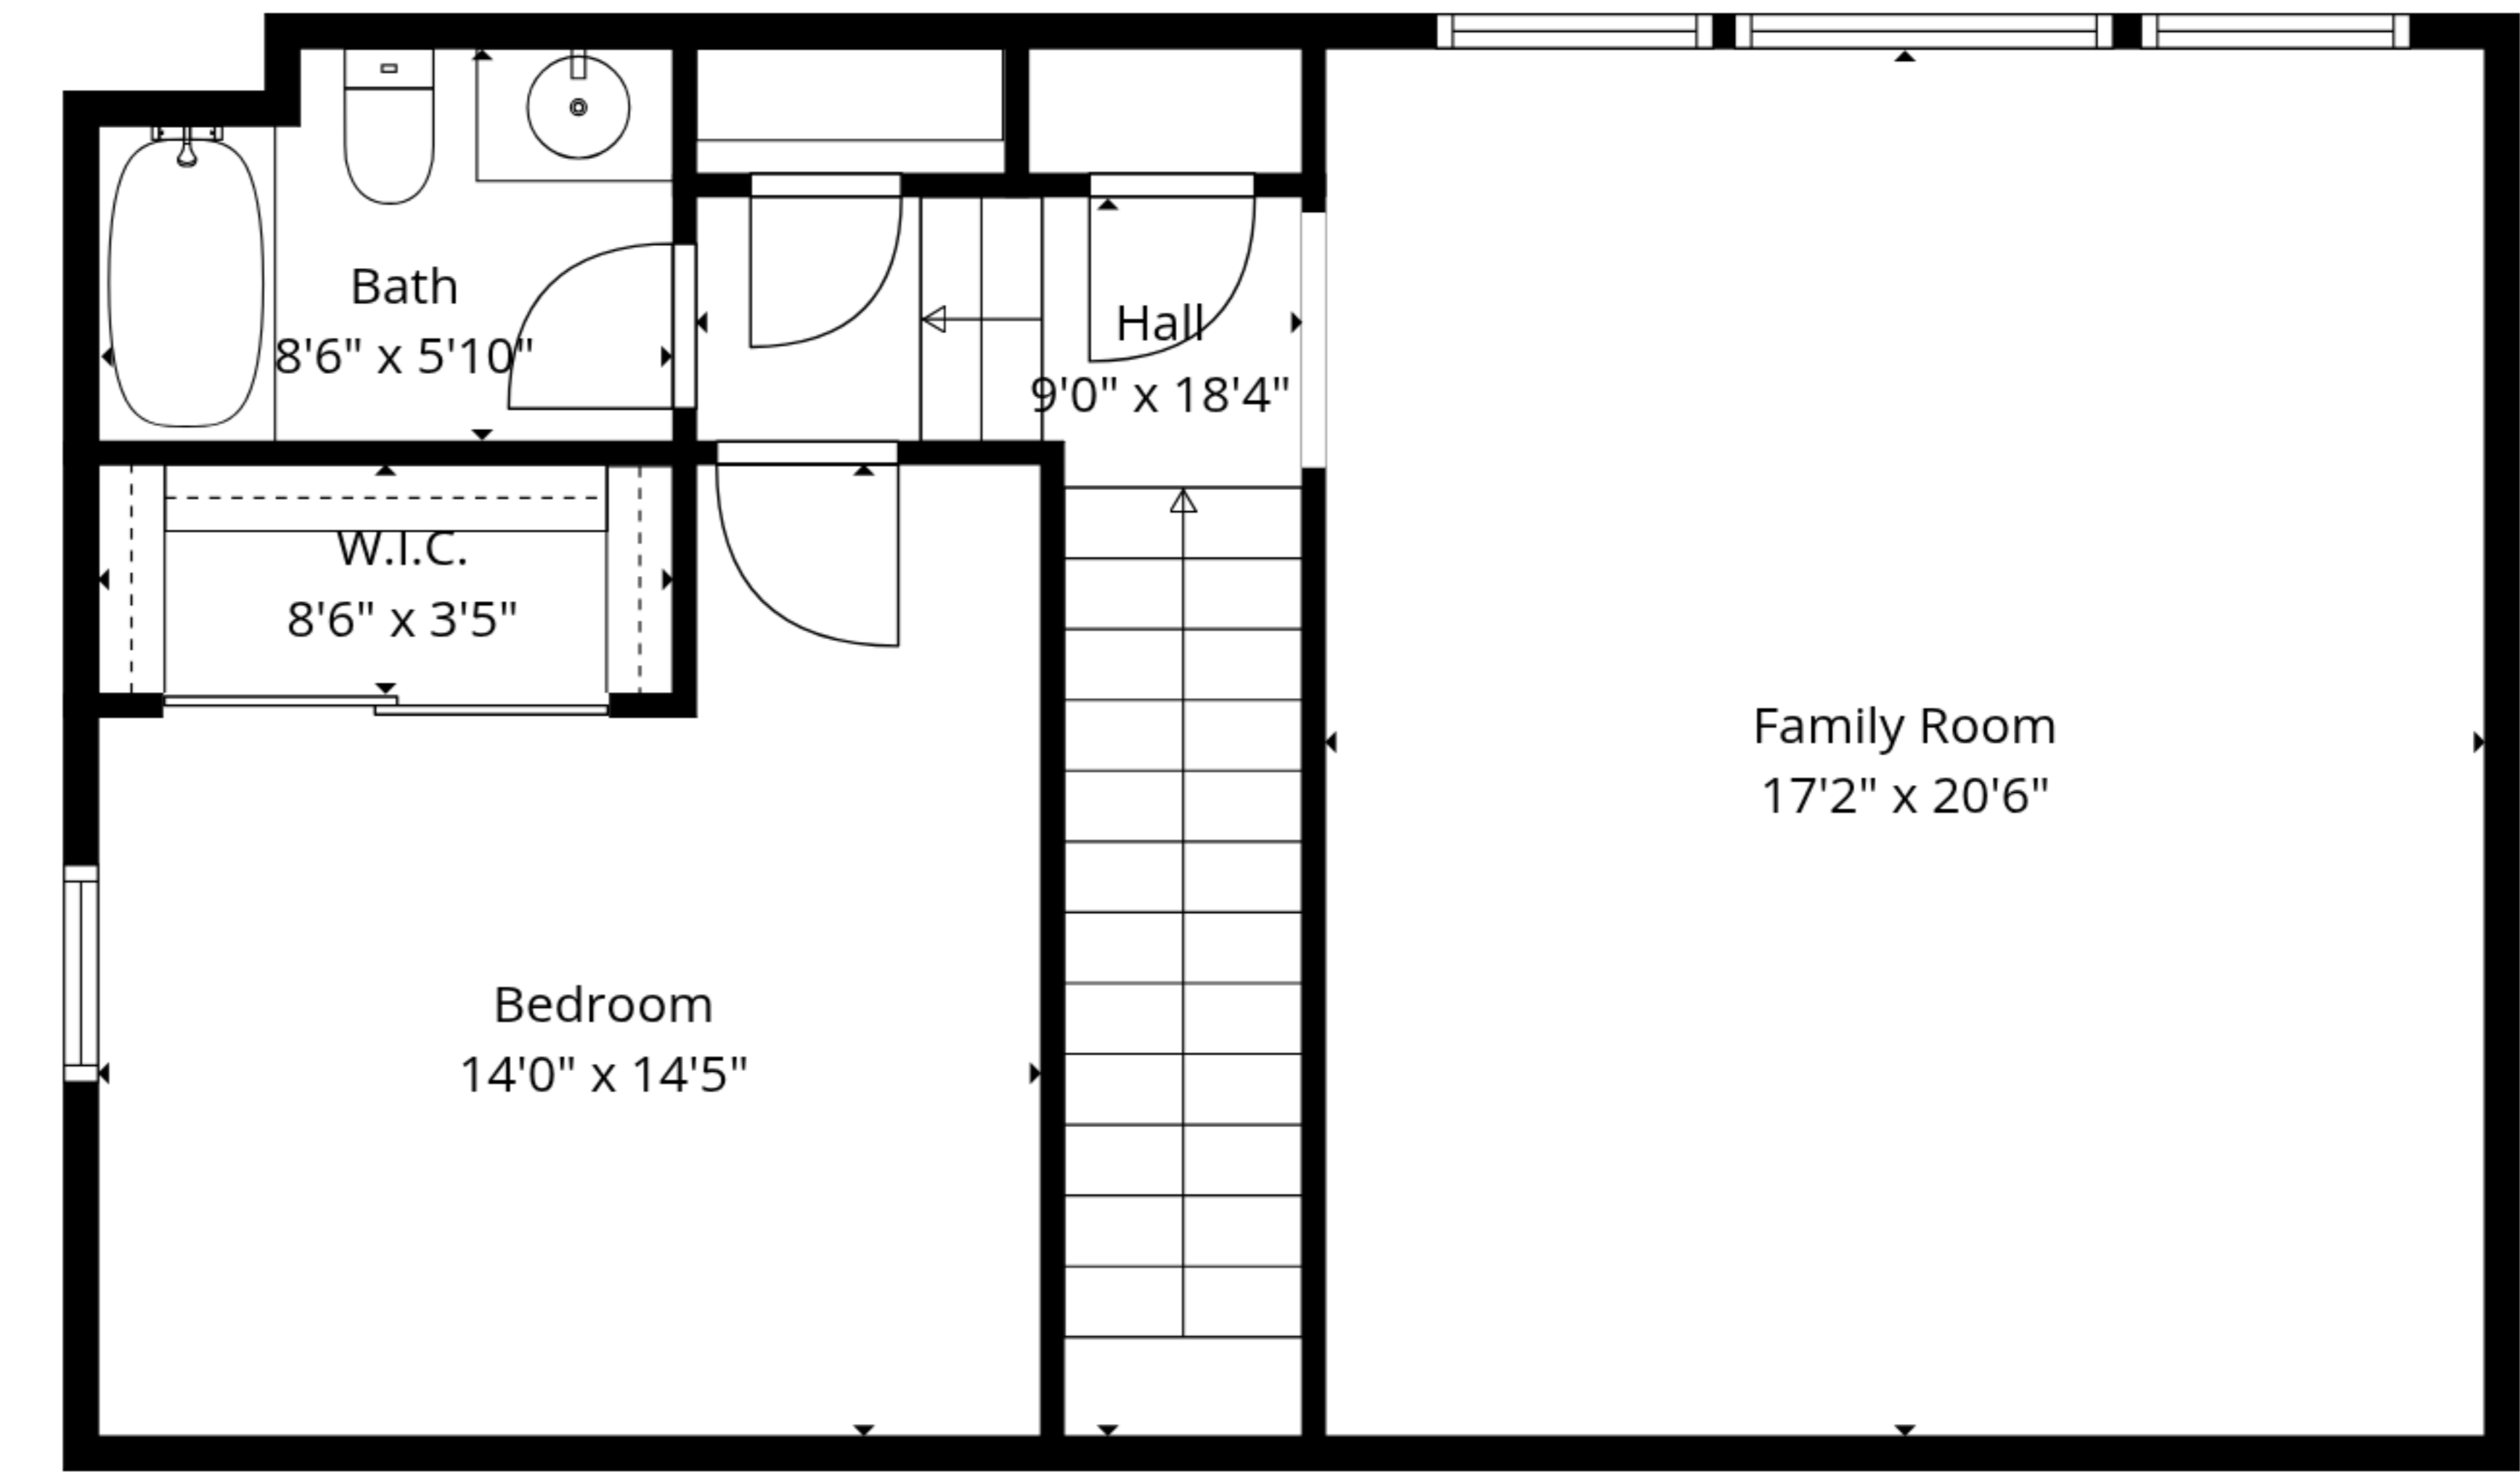 Bath
8'6" x 5'10"
Hall
9'0" x 18'4"
W.I.C.
8'6" x 3'5"
Family Room
17'2" x 20'6"
Bedroom
14'0" x 14'5"